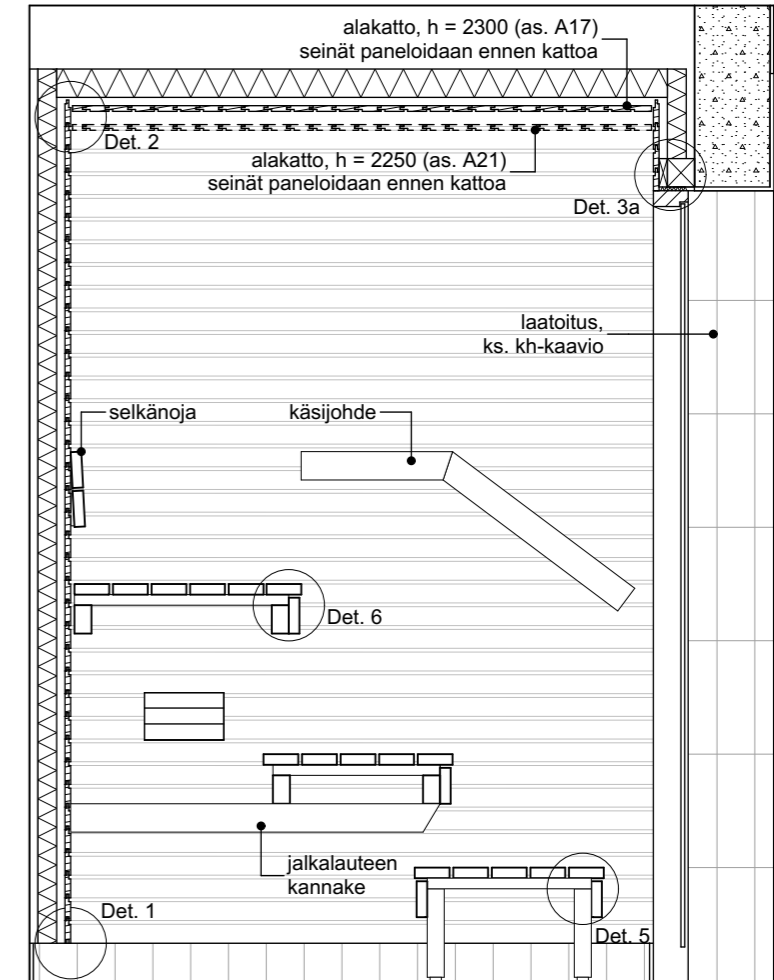 alakatto, h = 2300 (as. A17)
seinät paneloidaan ennen kattoa
Det. 2
alakatto, h = 2250 (as. A21)
seinät paneloidaan ennen kattoa
Det. 3a
laatoitus,
ks. kh-kaavio
selkänoja
käsijohde
Det. 6
jalkalauteen
kannake
Det. 1
Det. 5